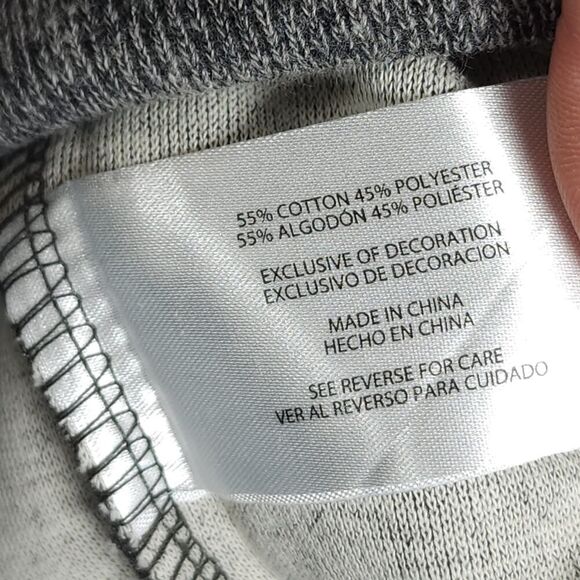 55% COTTON 45% POLYESTER
55% ALGODÓN 45% POLIÉSTER
EXCLUSIVE OF DECORATION
EXCLUSIVO DE DECORACION
MADE IN CHINA
HECHO EN CHINA
SEE REVERSE FOR CARE
VER AL REVERSO PARA CUIDADO